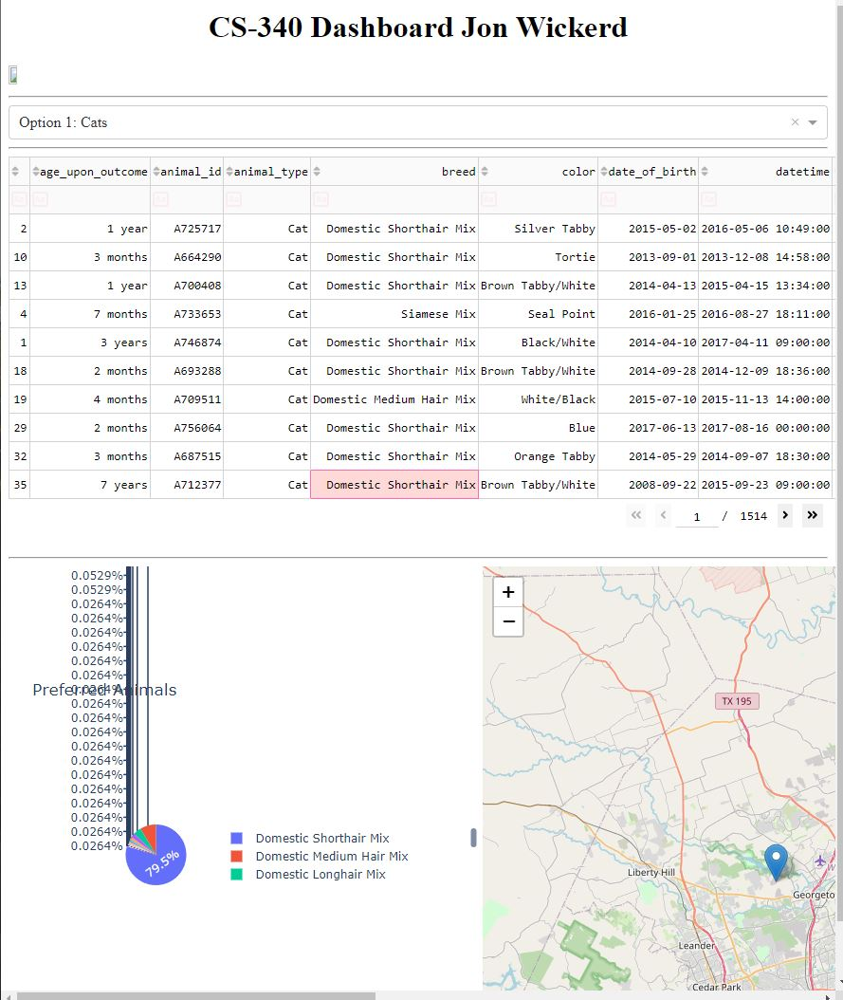 CS-340 Dashboard Jon Wickerd
Option 1: Cats
age_upon_outcome animal_id animal_type breed color date_of_birth datetime
2 1 year A725717 Cat Domestic Shorthair Mix Silver Tabby 2015-05-02 2016-05-06 10:49:00
10 3 months A664290 Cat Domestic Shorthair Mix Tortie 2013-09-01 2013-12-08 14:58:00
13 1 year A700408 Cat Domestic Shorthair Mix Brown Tabby/White 2014-04-13 2015-04-15 13:34:00
4 7 months A733653 Cat Siamese Mix Seal Point 2016-01-25 2016-08-27 18:11:00
1 3 years A746874 Cat Domestic Shorthair Mix Black/White 2014-04-10 2017-04-11 09:00:00
18 2 months A693288 Cat Domestic Shorthair Mix Brown Tabby/White 2014-09-28 2014-12-09 18:36:00
19 4 months A709511 Cat Domestic Medium Hair Mix White/Black 2015-07-10 2015-11-13 14:00:00
29 2 months A756064 Cat Domestic Shorthair Mix Blue 2017-06-13 2017-08-16 00:00:00
32 3 months A687515 Cat Domestic Shorthair Mix Orange Tabby 2014-05-29 2014-09-07 18:30:00
35 7 years A712377 Cat Domestic Shorthair Mix Brown Tabby/White 2008-09-22 2015-09-23 09:00:00
1 / 1514
0.0529%
0.0529%
0.0264%
0.0264%
0.0264%
0.0264%
0.0264%
0.0264%
0.0264%
Preferred Animals
0.0264%
0.0264%
0.0264%
0.0264%
0.0264%
0.0264%
0.0264%
0.0264%
0.0264%
0.0264%
0.0264%
79.5%
Domestic Shorthair Mix
Domestic Medium Hair Mix
Domestic Longhair Mix
+
−
TX 195
Liberty Hill
Georgeto
Leander
Cedar Park